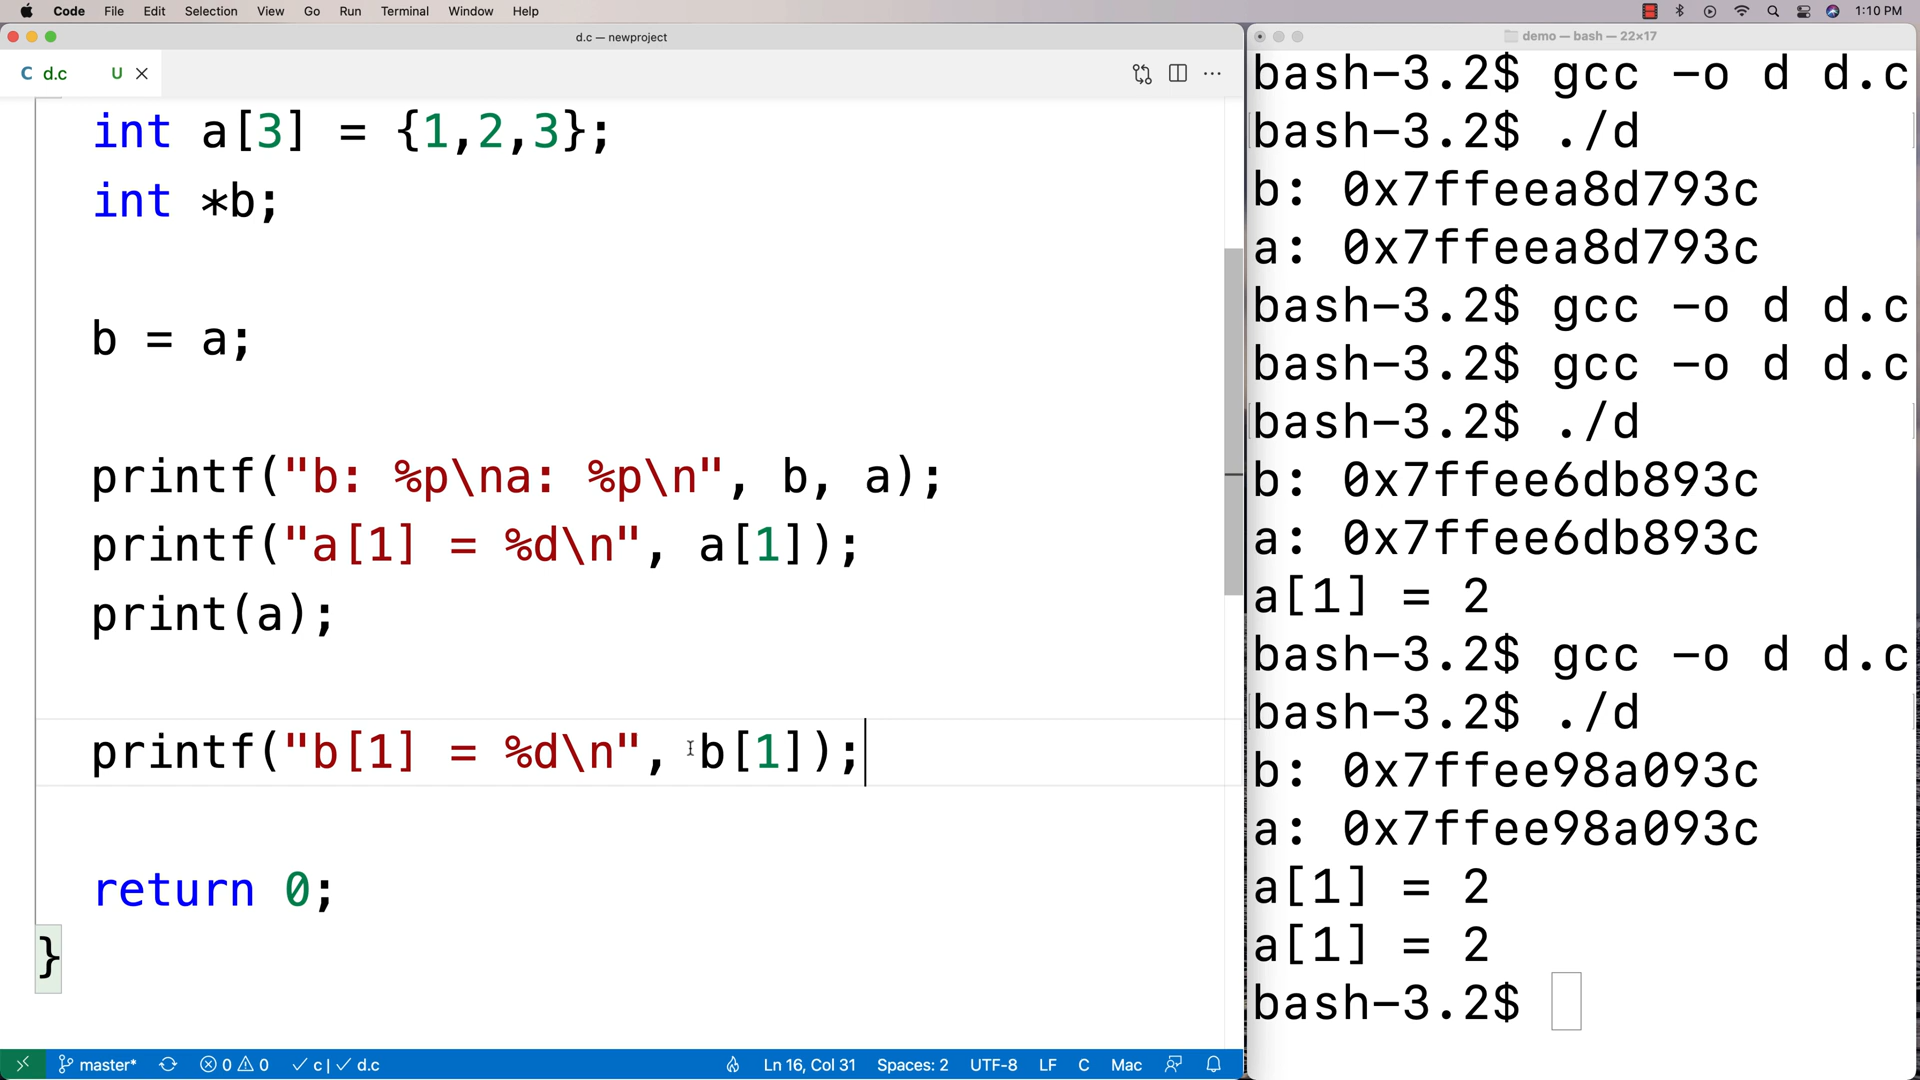 Code File Edit Selection View Go Run Terminal Window Help 1:10 PM
d.c — newproject
C d.c U
int a[3] = {1,2,3};
int *b;
b = a;
printf("b: %p\na: %p\n", b, a);
printf("a[1] = %d\n", a[1]);
print(a);
printf("b[1] = %d\n", b[1]);
return 0;
}
master* 0 0 c | d.c Ln 16, Col 31 Spaces: 2 UTF-8 LF C Mac
demo — bash — 22×17
bash-3.2$ gcc -o d d.c
bash-3.2$ ./d
b: 0x7ffeea8d793c
a: 0x7ffeea8d793c
bash-3.2$ gcc -o d d.c
bash-3.2$ gcc -o d d.c
bash-3.2$ ./d
b: 0x7ffee6db893c
a: 0x7ffee6db893c
a[1] = 2
bash-3.2$ gcc -o d d.c
bash-3.2$ ./d
b: 0x7ffee98a093c
a: 0x7ffee98a093c
a[1] = 2
a[1] = 2
bash-3.2$